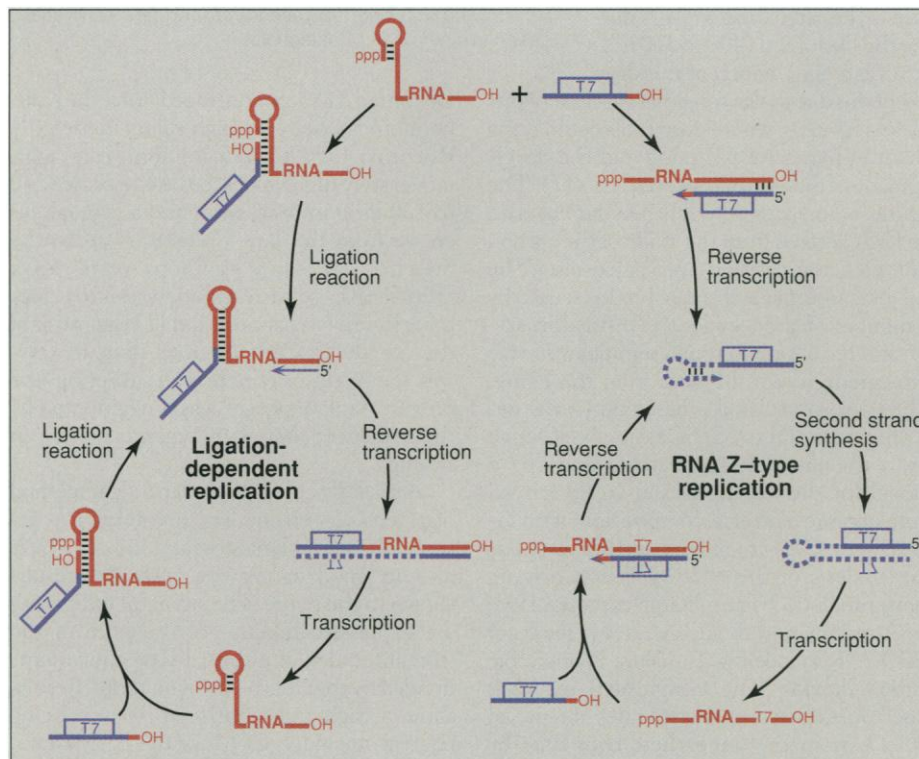 ppp
RNA
OH
+
T7
OH
ppp
HO
RNA
OH
T7
ppp
RNA
OH
T7
5'
Ligation
reaction
Reverse
transcription
T7
RNA
OH
5'
T7
Ligation
reaction
Ligation-
dependent
replication
Reverse
transcription
Reverse
transcription
RNA Z–type
replication
Second strand
synthesis
ppp
HO
RNA
OH
T7
T7
RNA
OH
T7
ppp
RNA
T7
OH
T7
5'
T7
Transcription
Transcription
T7
OH
ppp
RNA
OH
T7
OH
ppp
RNA
T7
OH